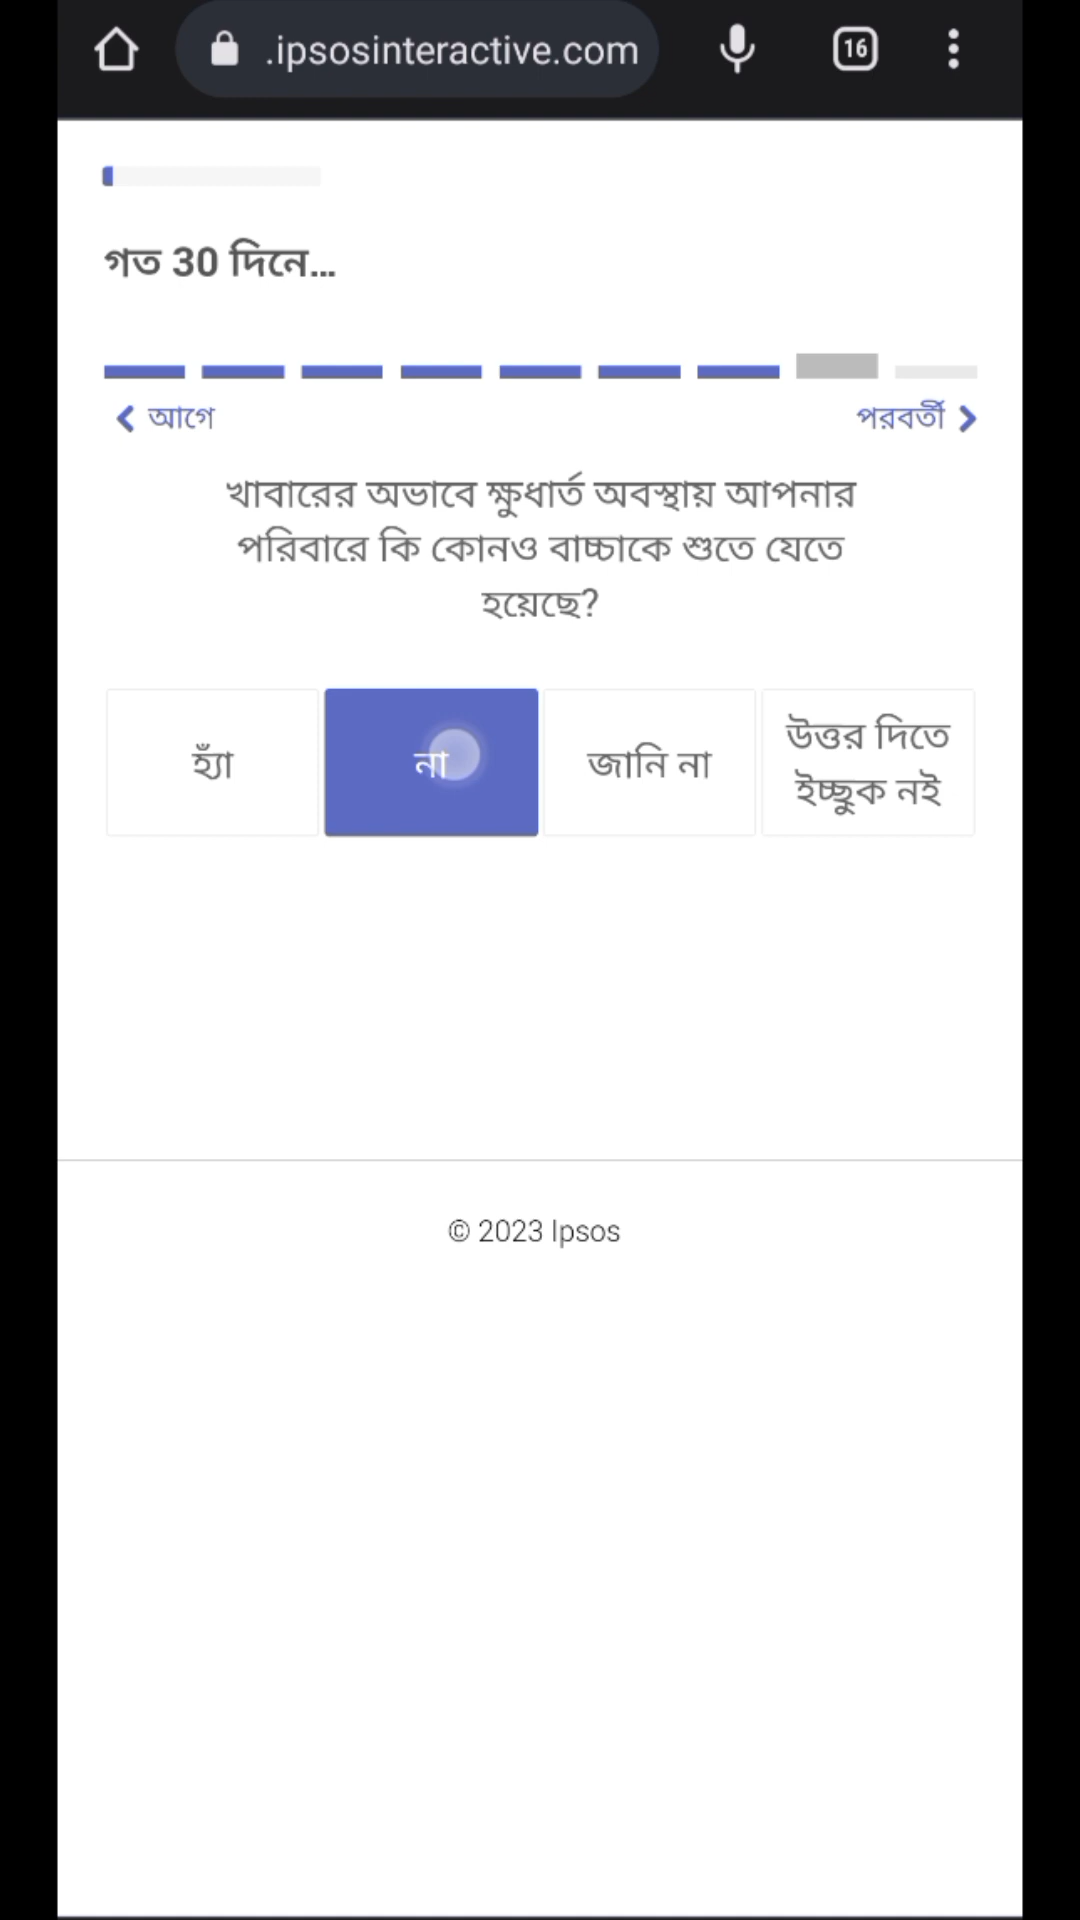 .ipsosinteractive.com
16
গত 30 দিনে...
আগে
পরবর্তী
খাবারের অভাবে ক্ষুধার্ত অবস্থায় আপনার
পরিবারে কি কোনও বাচ্চাকে শুতে যেতে
হয়েছে?
হ্যাঁ
না
জানি না
উত্তর দিতে
ইচ্ছুক নই
© 2023 Ipsos